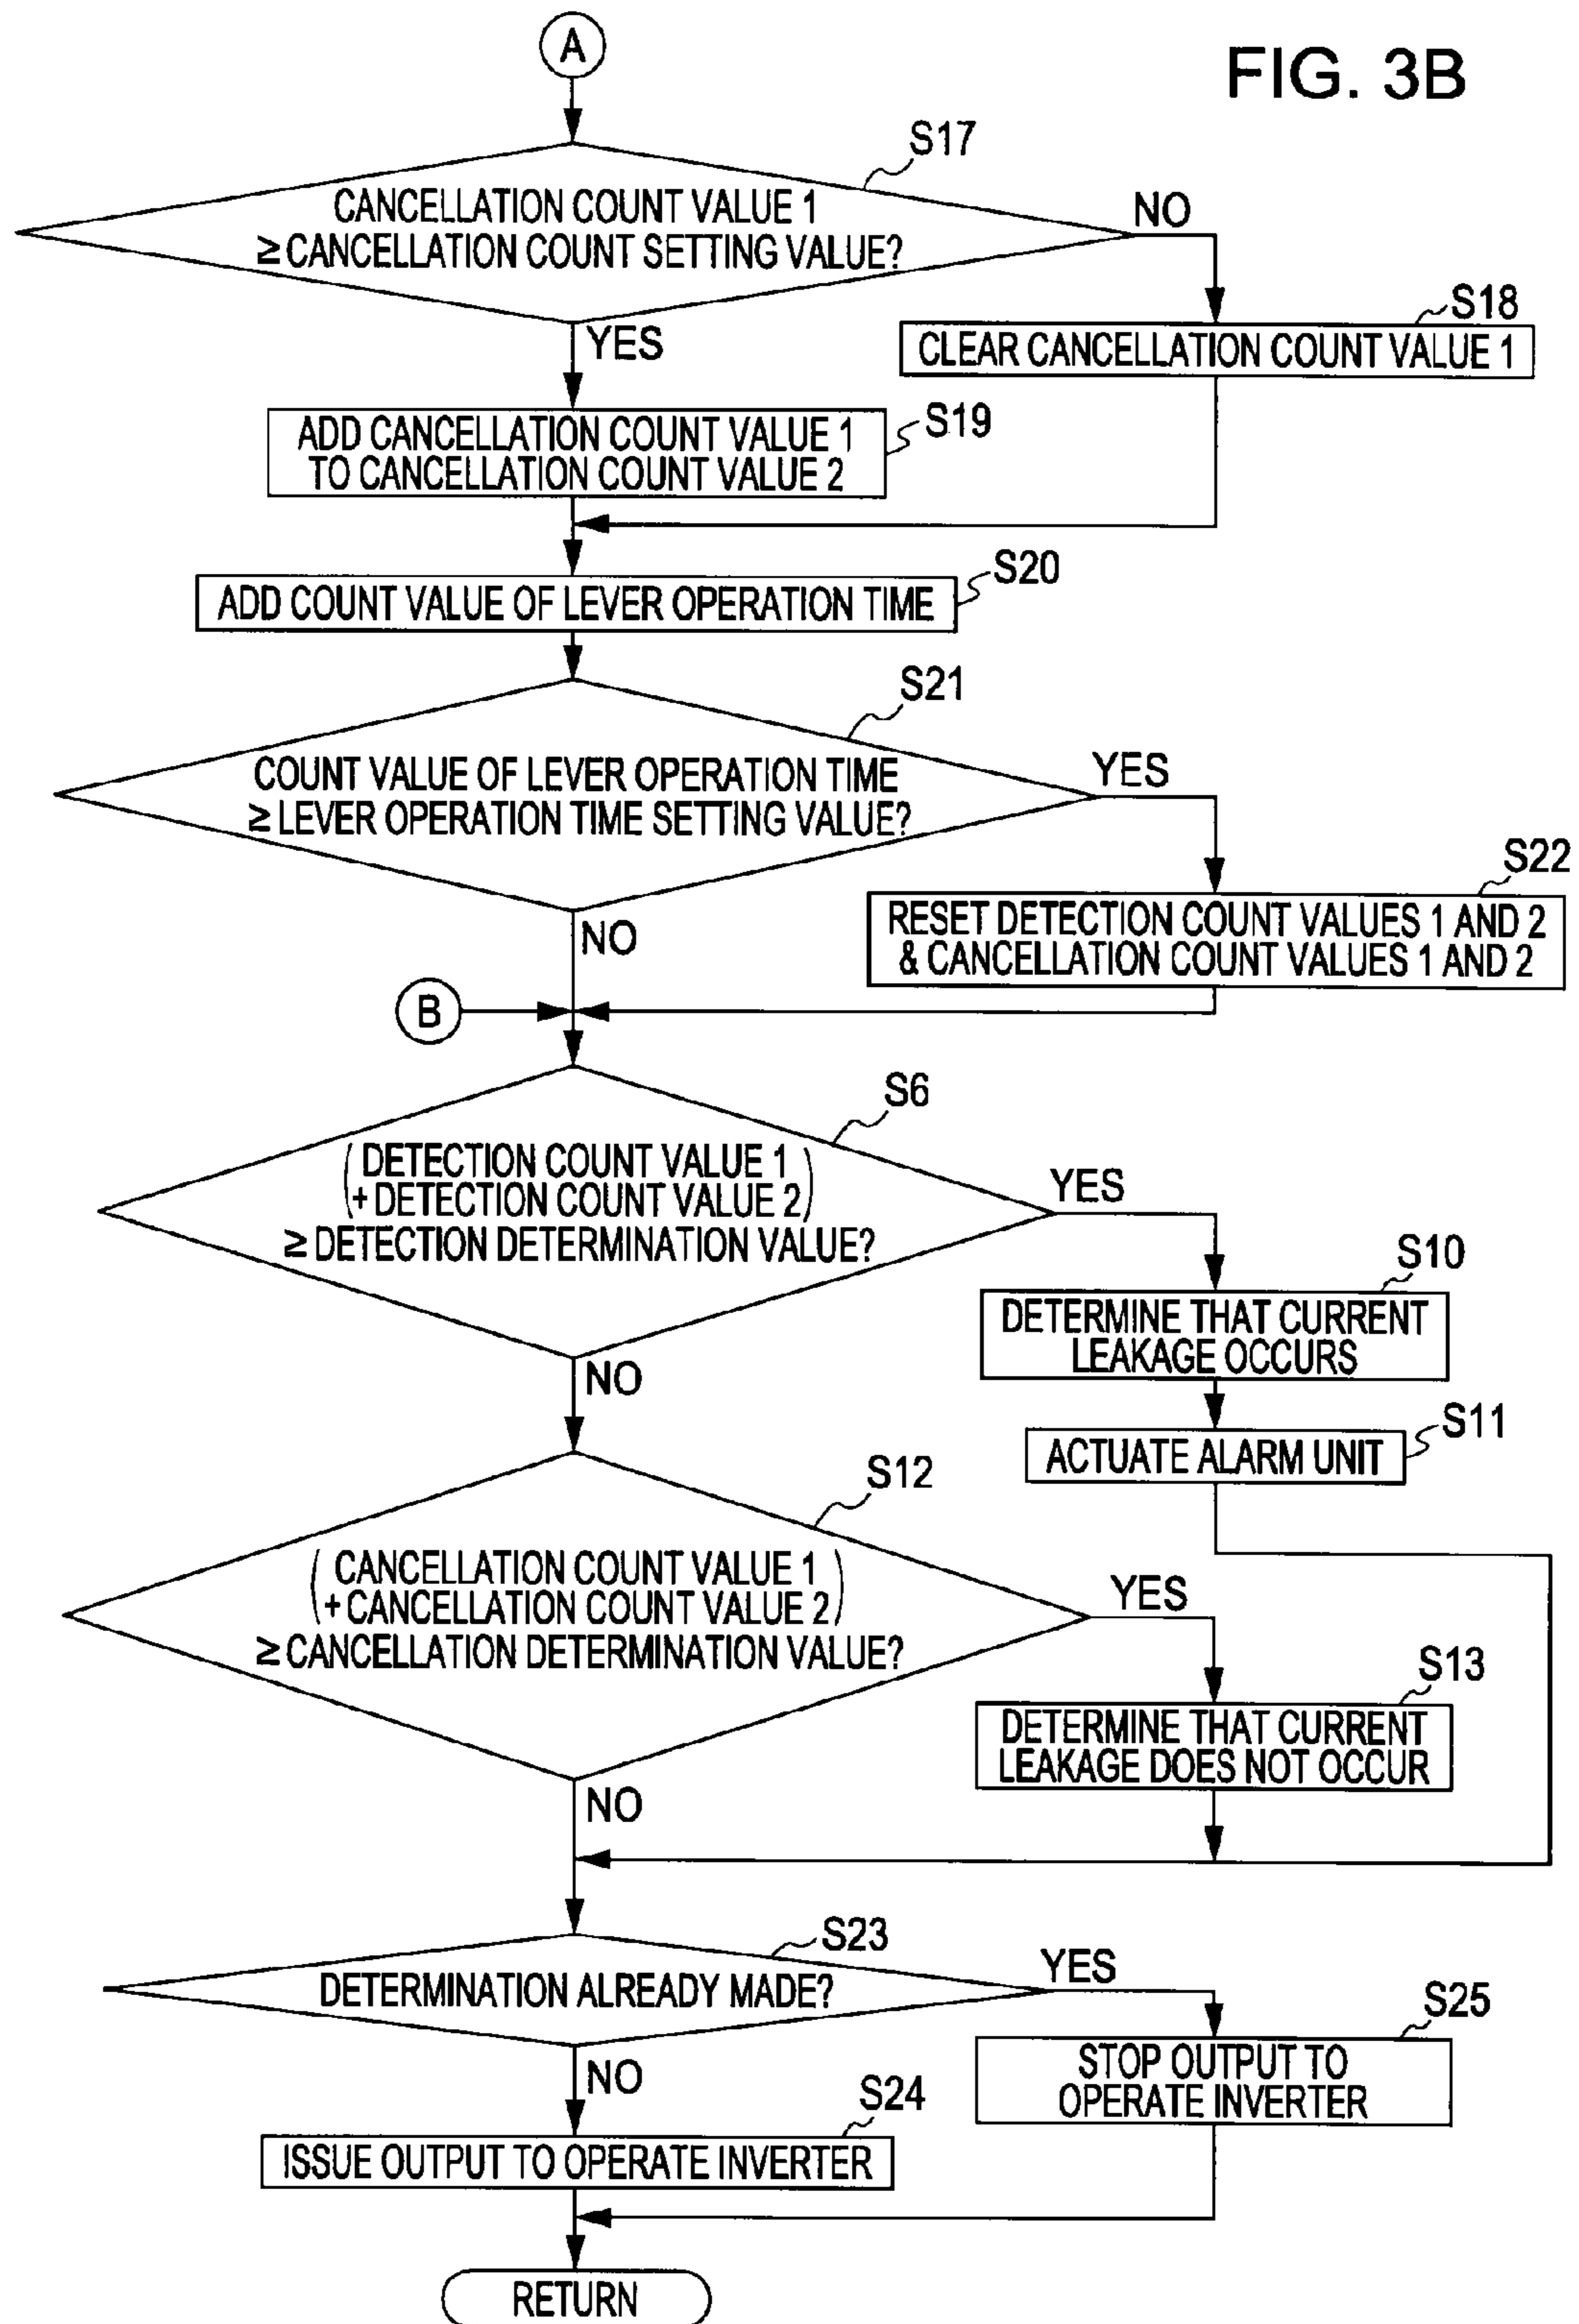 A
FIG. 3B
S17
CANCELLATION COUNT VALUE 1
≥ CANCELLATION COUNT SETTING VALUE?
NO
YES
S18
CLEAR CANCELLATION COUNT VALUE 1
S19
ADD CANCELLATION COUNT VALUE 1
TO CANCELLATION COUNT VALUE 2
S20
ADD COUNT VALUE OF LEVER OPERATION TIME
S21
COUNT VALUE OF LEVER OPERATION TIME
≥ LEVER OPERATION TIME SETTING VALUE?
YES
NO
S22
RESET DETECTION COUNT VALUES 1 AND 2
& CANCELLATION COUNT VALUES 1 AND 2
B
S6
( DETECTION COUNT VALUE 1
+ DETECTION COUNT VALUE 2 )
≥ DETECTION DETERMINATION VALUE?
YES
NO
S10
DETERMINE THAT CURRENT
LEAKAGE OCCURS
S11
ACTUATE ALARM UNIT
S12
( CANCELLATION COUNT VALUE 1
+ CANCELLATION COUNT VALUE 2 )
≥ CANCELLATION DETERMINATION VALUE?
YES
NO
S13
DETERMINE THAT CURRENT
LEAKAGE DOES NOT OCCUR
S23
DETERMINATION ALREADY MADE?
YES
NO
S25
STOP OUTPUT TO
OPERATE INVERTER
S24
ISSUE OUTPUT TO OPERATE INVERTER
RETURN